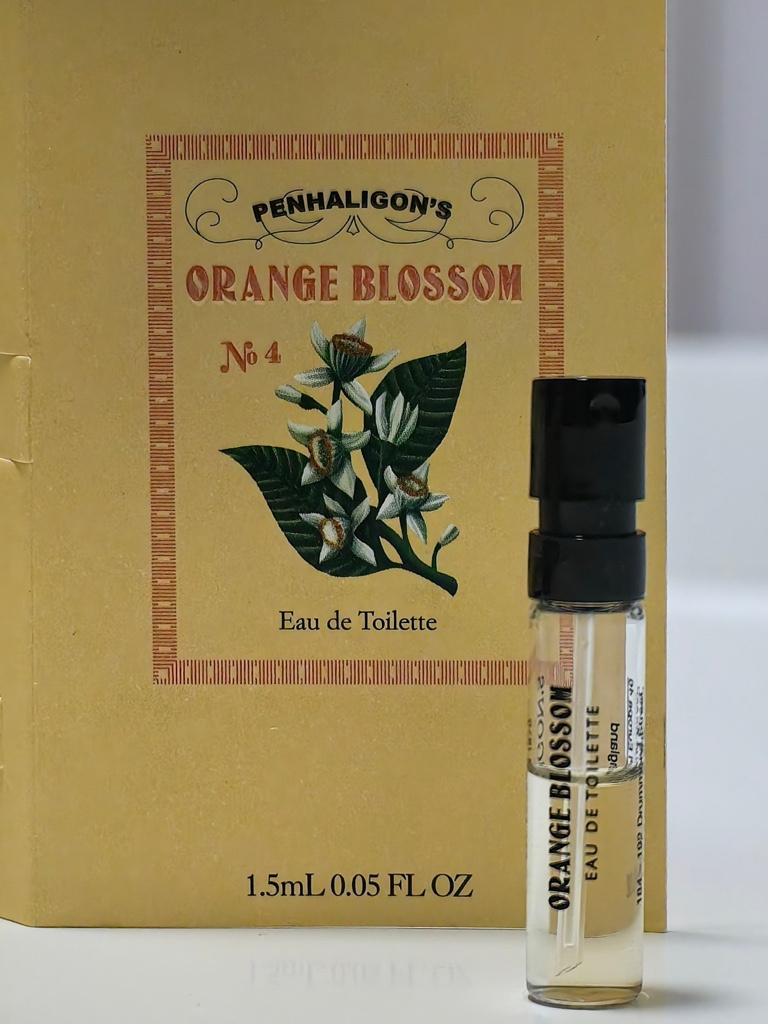 PENHALIGON'S
ORANGE BLOSSOM
No 4
Eau de Toilette
1.5mL 0.05 FL OZ
ORANGE BLOSSOM
EAU DE TOILETTE